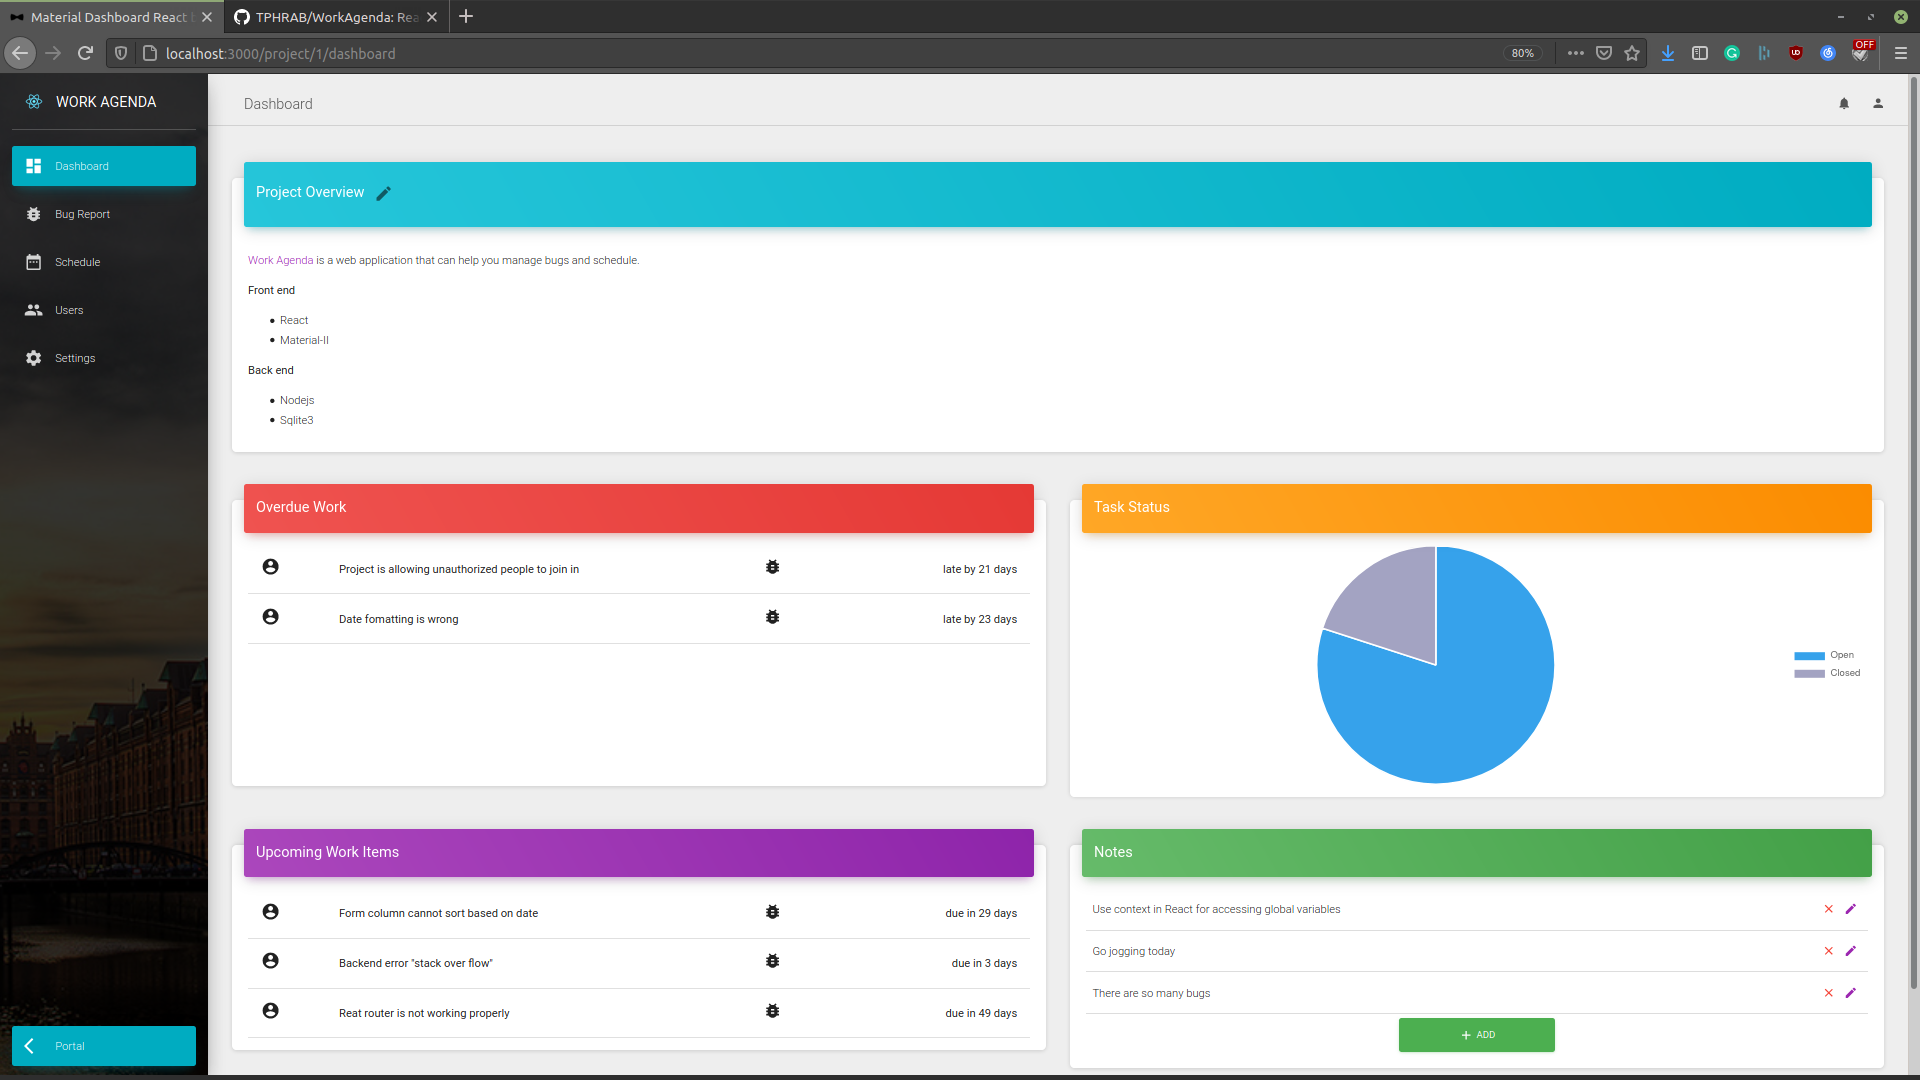 Material Dashboard React b
TPHRAB/WorkAgenda: Rea
localhost:3000/project/1/dashboard
80%
OFF
WORK AGENDA
Dashboard
Bug Report
Schedule
Users
Settings
Portal
Dashboard
Project Overview
Work Agenda is a web application that can help you manage bugs and schedule.
Front end
React
Material-II
Back end
Nodejs
Sqlite3
Overdue Work
Project is allowing unauthorized people to join in late by 21 days
Date fomatting is wrong late by 23 days
Task Status
Open
Closed
Upcoming Work Items
Form column cannot sort based on date due in 29 days
Backend error "stack over flow" due in 3 days
Reat router is not working properly due in 49 days
Notes
Use context in React for accessing global variables
Go jogging today
There are so many bugs
+ ADD